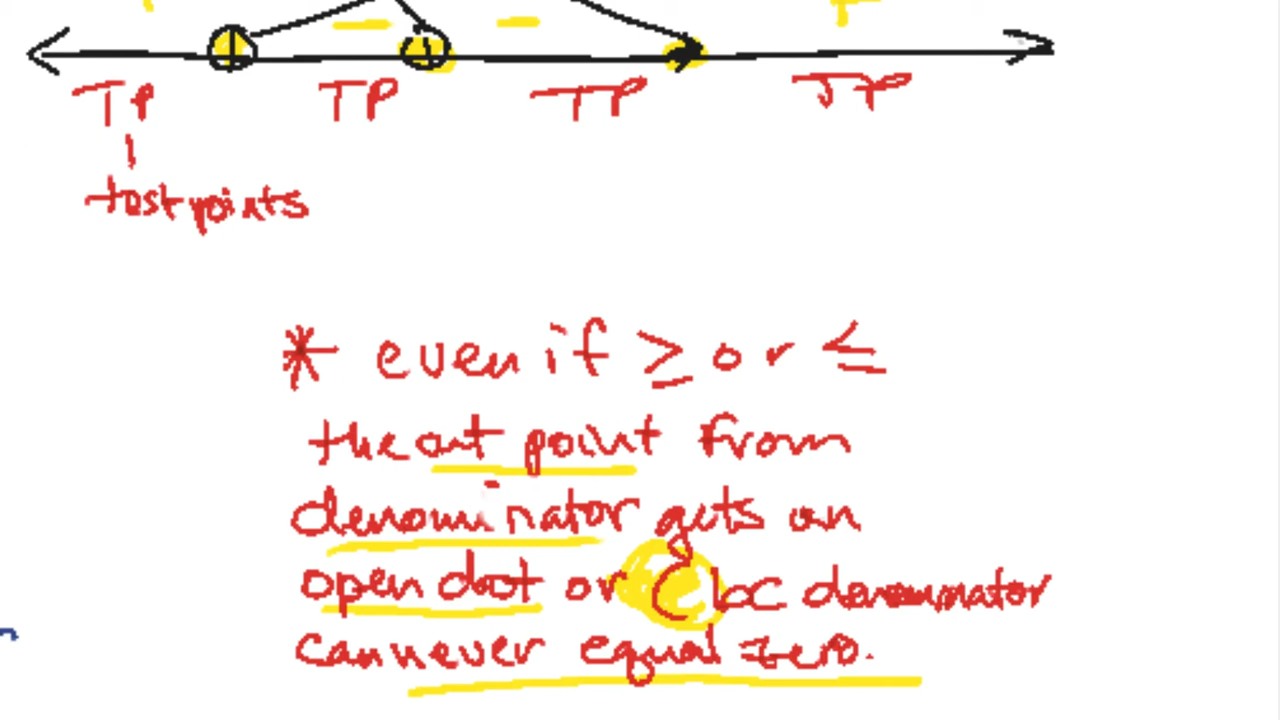 TP TP TP TP
test points
* even if ≥ or ≤
the cut point from
denominator gets an
open dot or ( bc denominator
can never equal zero.